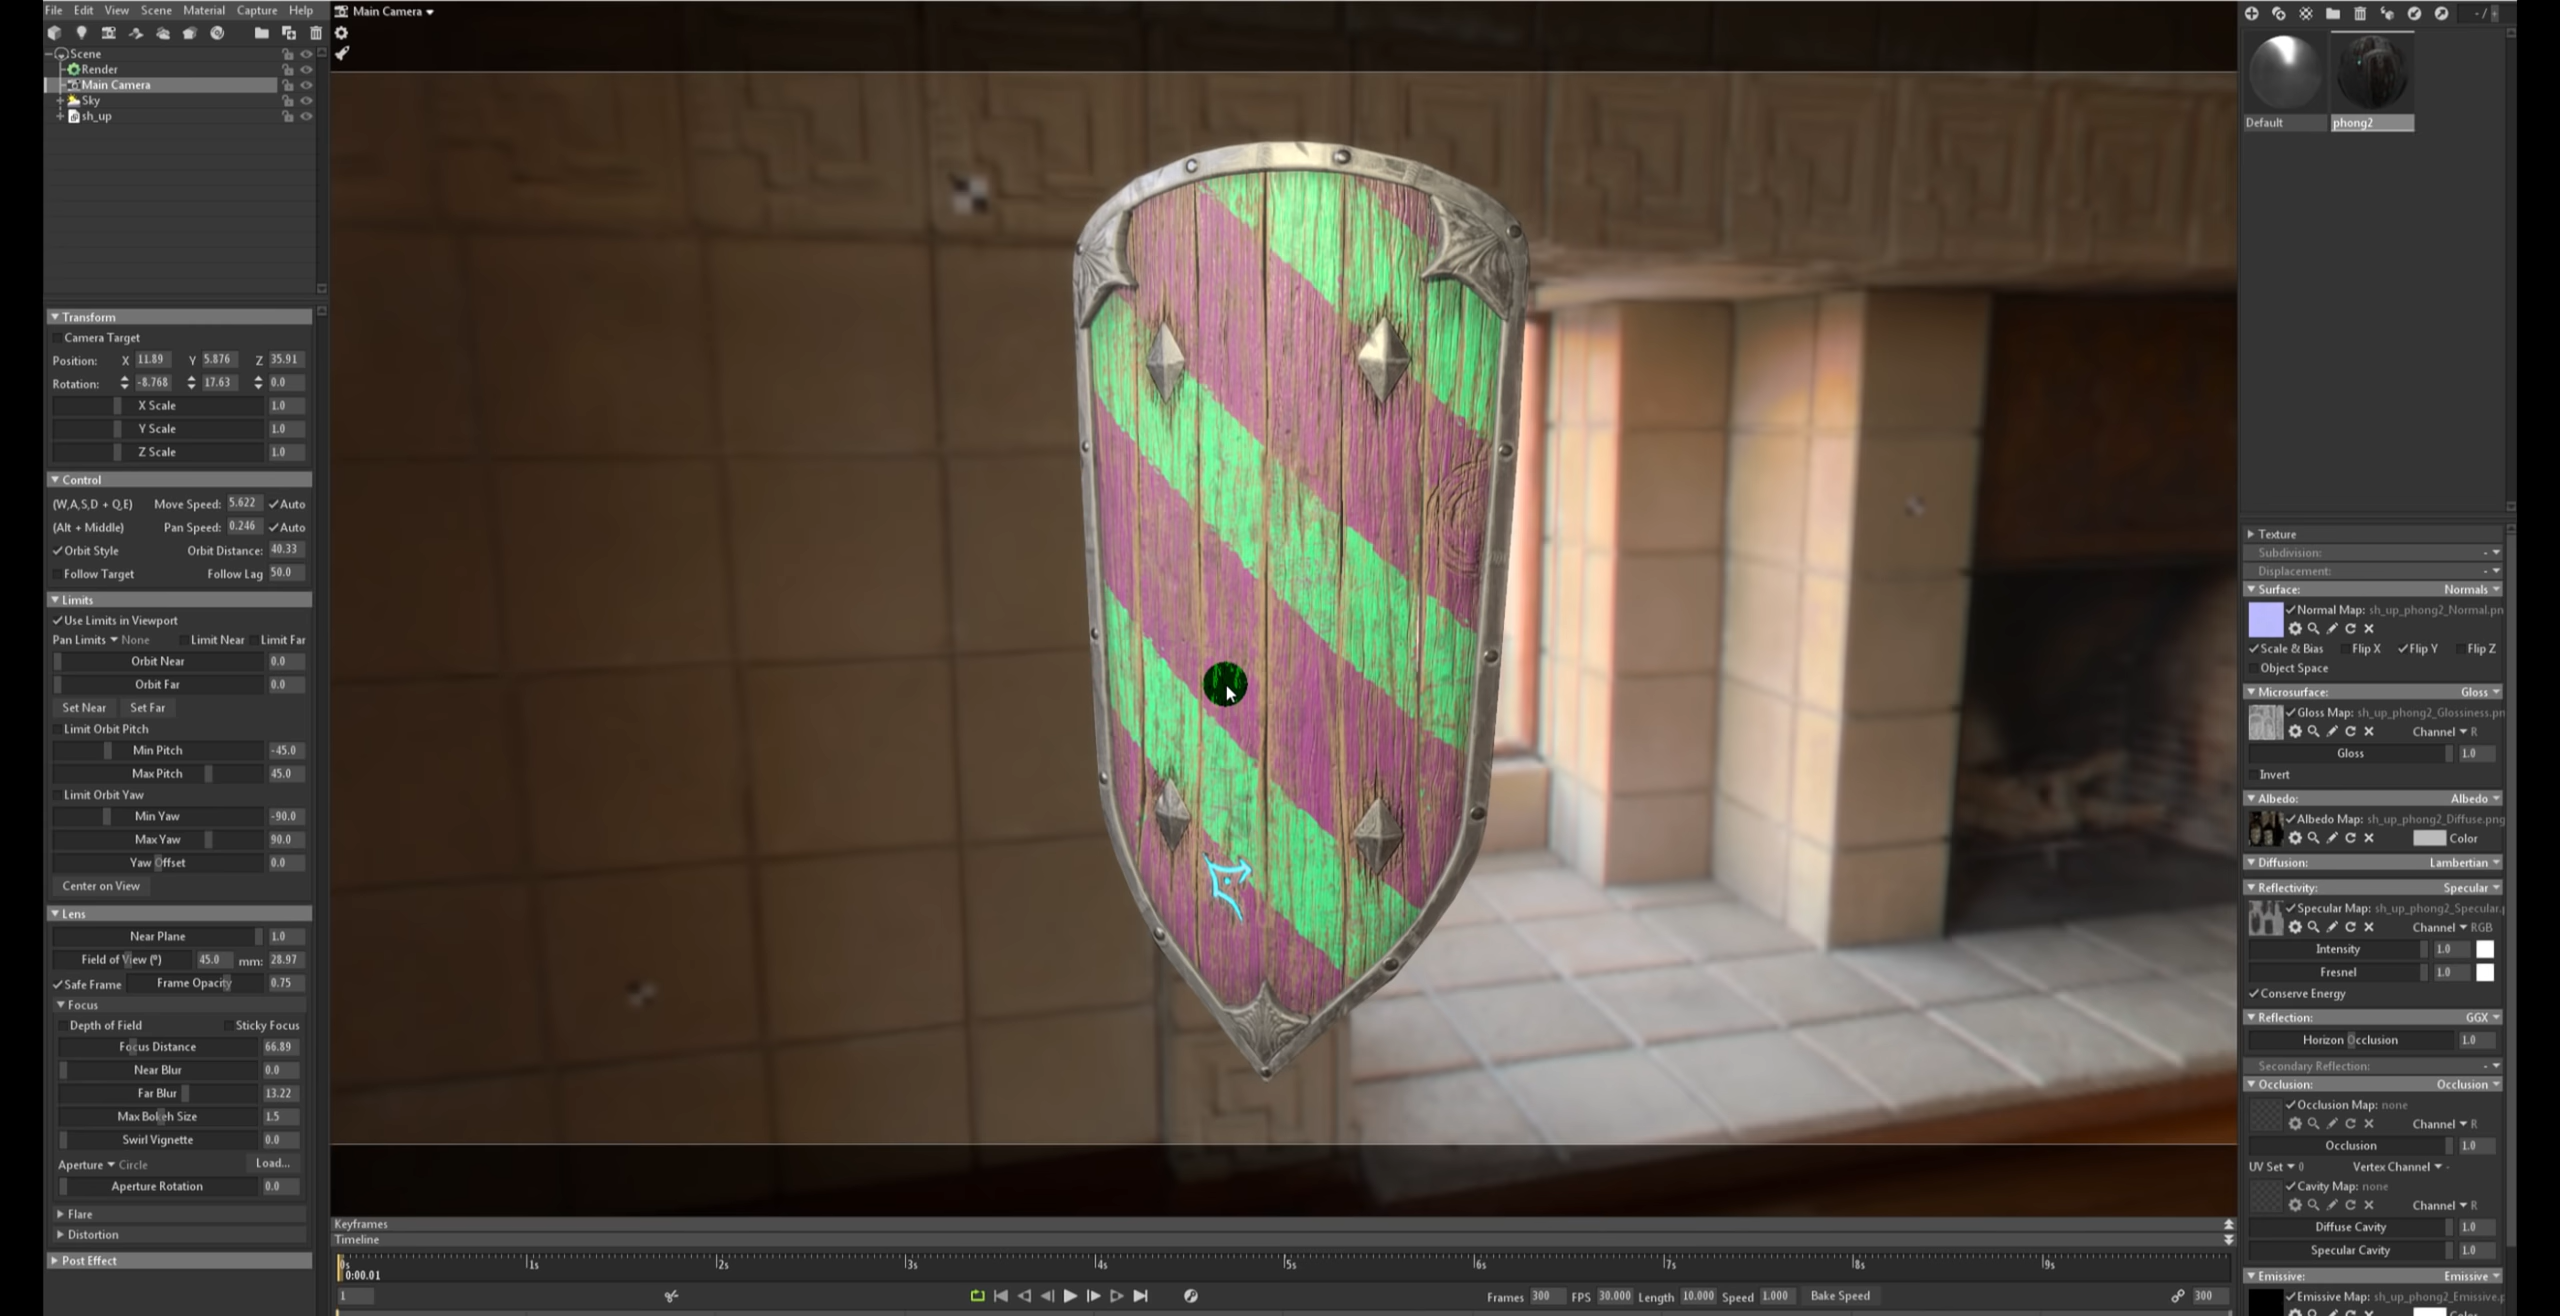 File Edit View Scene Material Capture Help
Scene
Render
Main Camera
Sky
sh_up
Transform
Camera Target
Position: X 11.89 Y 5.876 Z 35.91
Rotation: -8.768 17.63 0.0
X Scale 1.0
Y Scale 1.0
Z Scale 1.0
Control
(W,A,S,D + Q,E) Move Speed: 5.622 Auto
(Alt + Middle) Pan Speed: 0.246 Auto
Orbit Style Orbit Distance: 40.33
Follow Target Follow Lag 50.0
Limits
Use Limits in Viewport
Pan Limits None Limit Near Limit Far
Orbit Near 0.0
Orbit Far 0.0
Set Near Set Far
Limit Orbit Pitch
Min Pitch -45.0
Max Pitch 45.0
Limit Orbit Yaw
Min Yaw -90.0
Max Yaw 90.0
Yaw Offset 0.0
Center on View
Lens
Near Plane 1.0
Field of View (°) 45.0 mm: 28.97
Safe Frame Frame Opacity 0.75
Focus
Depth of Field Sticky Focus
Focus Distance 66.89
Near Blur 0.0
Far Blur 13.22
Max Bokeh Size 1.5
Swirl Vignette 0.0
Aperture Circle Load...
Aperture Rotation 0.0
Flare
Distortion
Post Effect
Main Camera
Keyframes
Timeline
0s 1s 2s 3s 4s 5s 6s 7s 8s 9s
0:00.01
1 Frames 300 FPS 30.000 Length 10.000 Speed 1.000 Bake Speed 300
- /
Default phong2
Texture
Subdivision: -
Displacement: -
Surface: Normals
Normal Map: sh_up_phong2_Normal.pn
Scale & Bias Flip X Flip Y Flip Z
Object Space
Microsurface: Gloss
Gloss Map: sh_up_phong2_Glossiness.pn
Channel R
Gloss 1.0
Invert
Albedo: Albedo
Albedo Map: sh_up_phong2_Diffuse.png
Color
Diffusion: Lambertian
Reflectivity: Specular
Specular Map: sh_up_phong2_Specular.p
Channel RGB
Intensity 1.0
Fresnel 1.0
Conserve Energy
Reflection: GGX
Horizon Occlusion 1.0
Secondary Reflection: -
Occlusion: Occlusion
Occlusion Map: none
Channel R
Occlusion 1.0
UV Set 0 Vertex Channel -
Cavity Map: none
Channel R
Diffuse Cavity 1.0
Specular Cavity 1.0
Emissive: Emissive
Emissive Map: sh_up_phong2_Emissive.p
Color